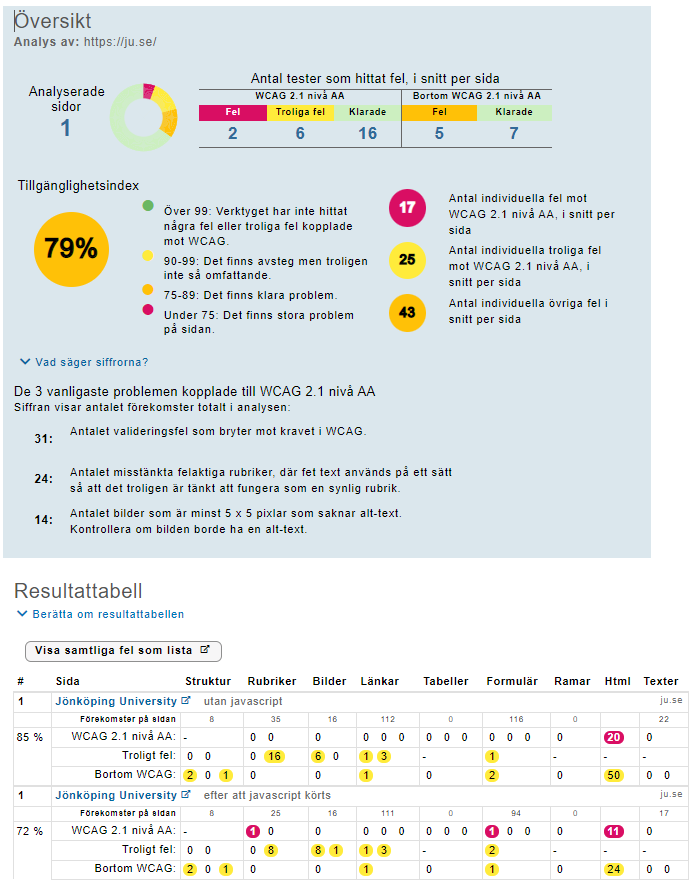 Översikt
Analys av: https://ju.se/
Analyserade
sidor
1
Antal tester som hittat fel, i snitt per sida
WCAG 2.1 nivå AA Bortom WCAG 2.1 nivå AA
Fel Troliga fel Klarade Fel Klarade
2 6 16 5 7
Tillgänglighetsindex
79%
Över 99: Verktyget har inte hittat
några fel eller troliga fel kopplade
mot WCAG.
90-99: Det finns avsteg men troligen
inte så omfattande.
75-89: Det finns klara problem.
Under 75: Det finns stora problem
på sidan.
17
Antal individuella fel mot
WCAG 2.1 nivå AA, i snitt per
sida
25
Antal individuella troliga fel
mot WCAG 2.1 nivå AA, i
snitt per sida
43
Antal individuella övriga fel i
snitt per sida
Vad säger siffrorna?
De 3 vanligaste problemen kopplade till WCAG 2.1 nivå AA
Siffran visar antalet förekomster totalt i analysen:
31: Antalet valideringsfel som bryter mot kravet i WCAG.
24: Antalet misstänkta felaktiga rubriker, där fet text används på ett sätt
så att det troligen är tänkt att fungera som en synlig rubrik.
14: Antalet bilder som är minst 5 x 5 pixlar som saknar alt-text.
Kontrollera om bilden borde ha en alt-text.
Resultattabell
Berätta om resultattabellen
Visa samtliga fel som lista
# Sida Struktur Rubriker Bilder Länkar Tabeller Formulär Ramar Html Texter
1 Jönköping University utan javascript ju.se
Förekomster på sidan 8 35 16 112 0 116 0 22
85 % WCAG 2.1 nivå AA: - 0 0 0 0 0 0 0 0 0 0 0 0 0 20 0
Troligt fel: 0 0 0 16 6 0 1 3 - 1 - - -
Bortom WCAG: 2 0 1 0 0 1 0 2 0 50 0 0
1 Jönköping University efter att javascript körts ju.se
Förekomster på sidan 8 25 16 111 0 94 0 17
72 % WCAG 2.1 nivå AA: - 1 0 0 0 0 0 0 0 0 1 0 0 0 11 0
Troligt fel: 0 0 0 8 8 1 1 3 - 2 - - -
Bortom WCAG: 2 0 1 0 0 1 0 1 0 24 0 0